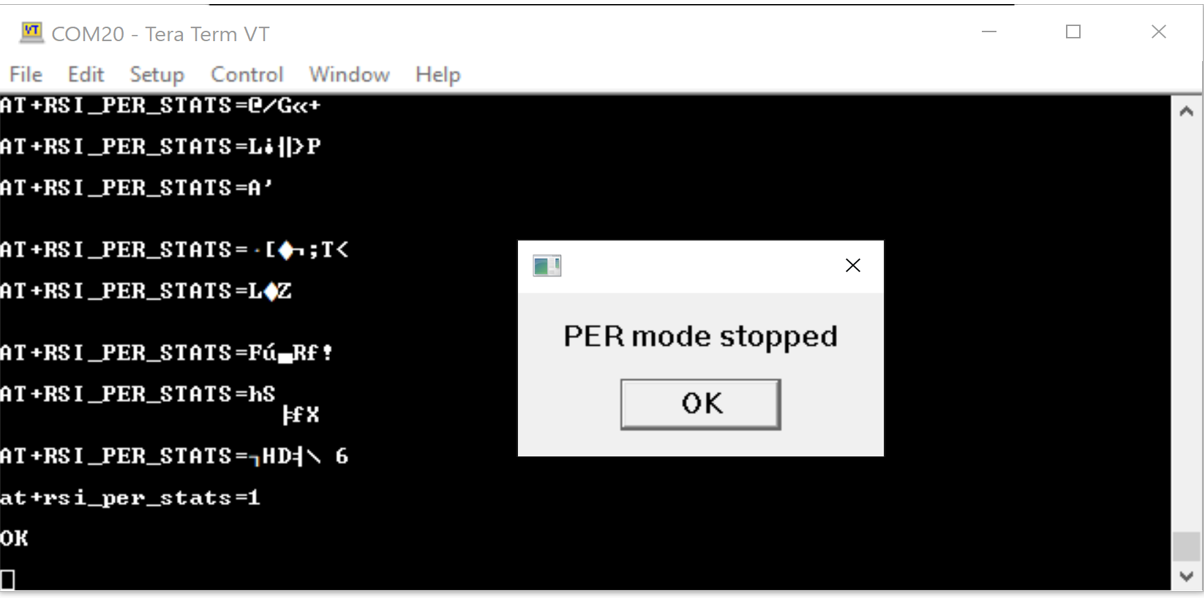 COM20 - Tera Term VT
File Edit Setup Control Window Help
AT+RSI_PER_STATS=@/G«+
AT+RSI_PER_STATS=L¡┤║>P
AT+RSI_PER_STATS=A'
AT+RSI_PER_STATS=·[◆¬;T<
AT+RSI_PER_STATS=L◆Z
AT+RSI_PER_STATS=Fú▄Rf!
AT+RSI_PER_STATS=hS
╞fX
AT+RSI_PER_STATS=┐HD╡\ 6
at+rsi_per_stats=1
OK
PER mode stopped
OK